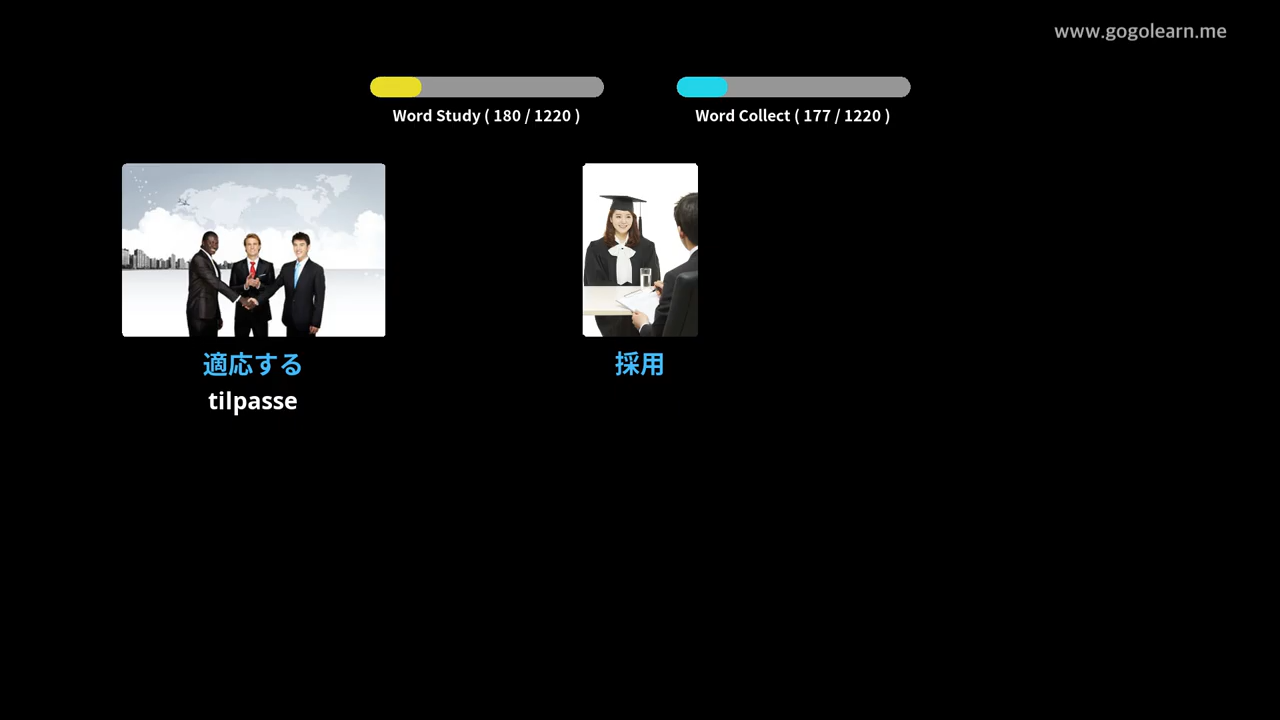 www.gogolearn.me
Word Study ( 180 / 1220 )
Word Collect ( 177 / 1220 )
適応する
tilpasse
採用